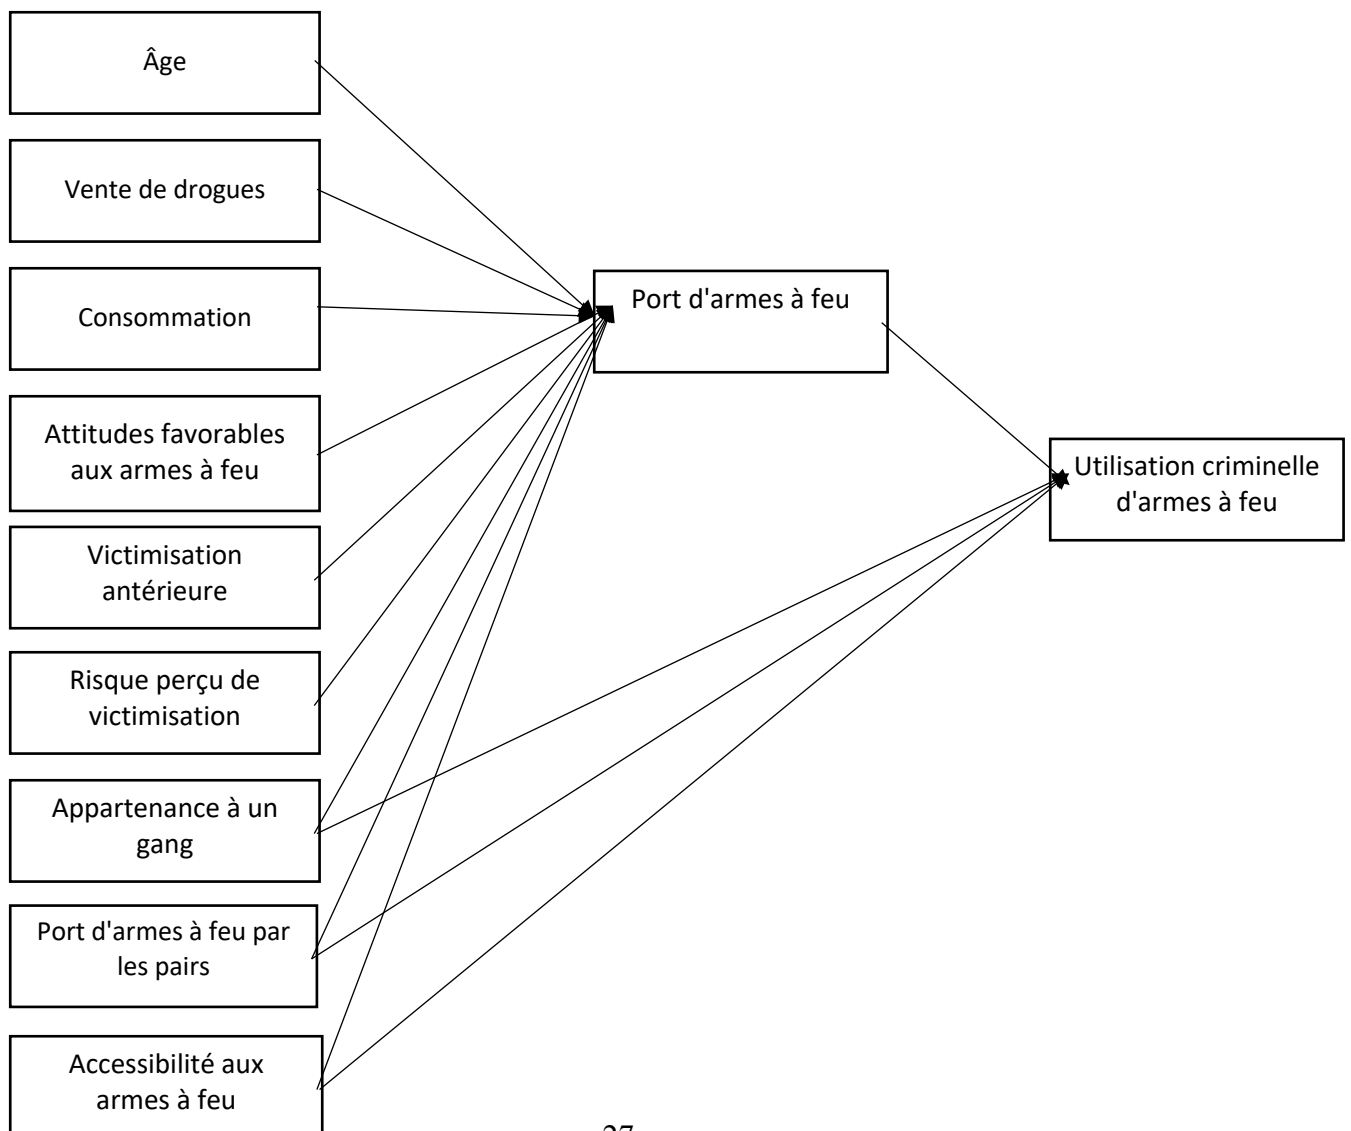 Âge
Vente de drogues
Consommation
Attitudes favorables
aux armes à feu
Victimisation
antérieure
Risque perçu de
victimisation
Appartenance à un
gang
Port d'armes à feu par
les pairs
Accessibilité aux
armes à feu
Port d'armes à feu
Utilisation criminelle
d'armes à feu
27